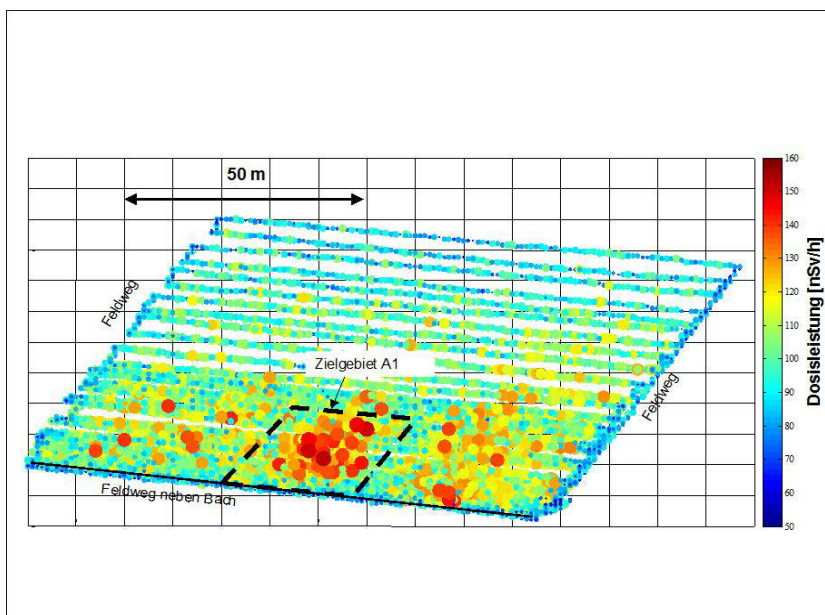 50 m
Feldweg
Zielgebiet A1
Feldweg
Feldweg neben Bach
160
150
140
130
120
110
100
90
80
70
60
50
Dosisleistung [nSv/h]